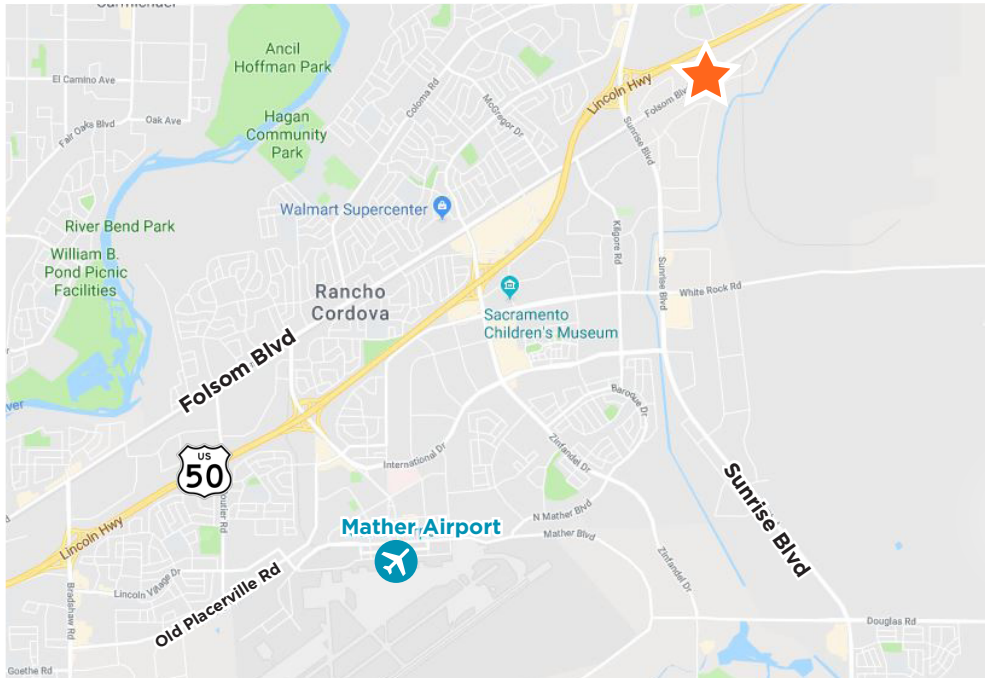 Carmichael
Ancil
Hoffman Park
El Camino Ave
Coloma Rd
McGregor Dr
Lincoln Hwy
Folsom Blvd
Fair Oaks Blvd
Oak Ave
Hagan
Community
Park
Sunrise Blvd
Walmart Supercenter
River Bend Park
William B.
Pond Picnic
Facilities
Kilgore Rd
Sunrise Blvd
White Rock Rd
Rancho
Cordova
Sacramento
Children's Museum
Folsom Blvd
Baroque Dr
International Dr
Zinfandel Dr
US
50
Sunrise Blvd
Routier Rd
Lincoln Hwy
Mather Airport
N Mather Blvd
Mather Blvd
Zinfandel Dr
Lincoln Village Dr
Old Placerville Rd
Bradshaw Rd
Douglas Rd
Goethe Rd